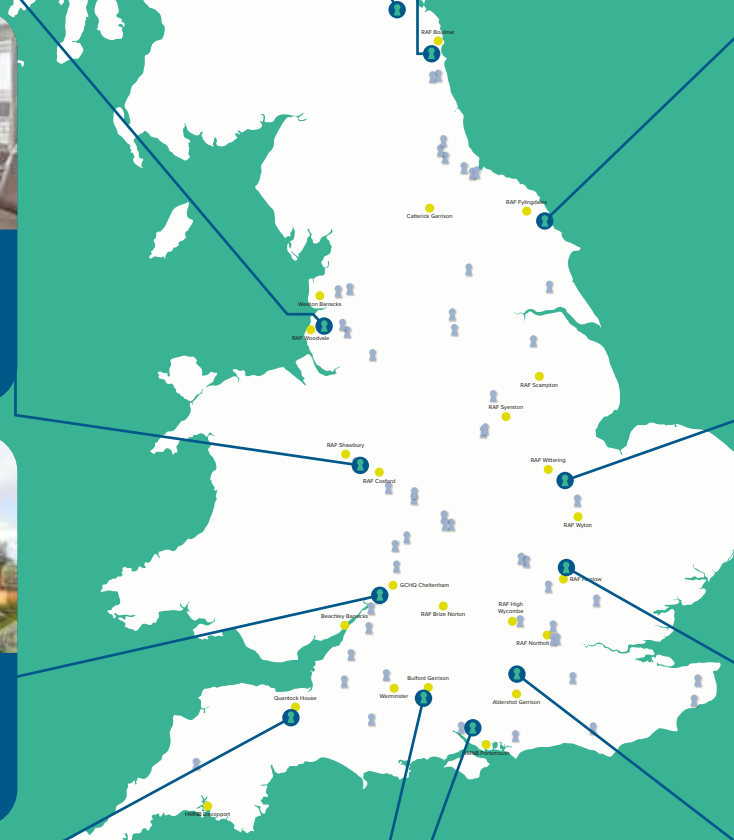 RAF Boulmer
RAF Fylingdales
Catterick Garrison
Weeton Barracks
RAF Woodvale
RAF Scampton
RAF Syerston
RAF Shawbury
RAF Wittering
RAF Cosford
RAF Wyton
RAF Henlow
GCHQ Cheltenham
RAF High
Wycombe
RAF Brize Norton
Beachley Barracks
RAF Northolt
Bulford Garrison
Warminster
Quantock House
Aldershot Garrison
HMNB Portsmouth
HMNB Devonport